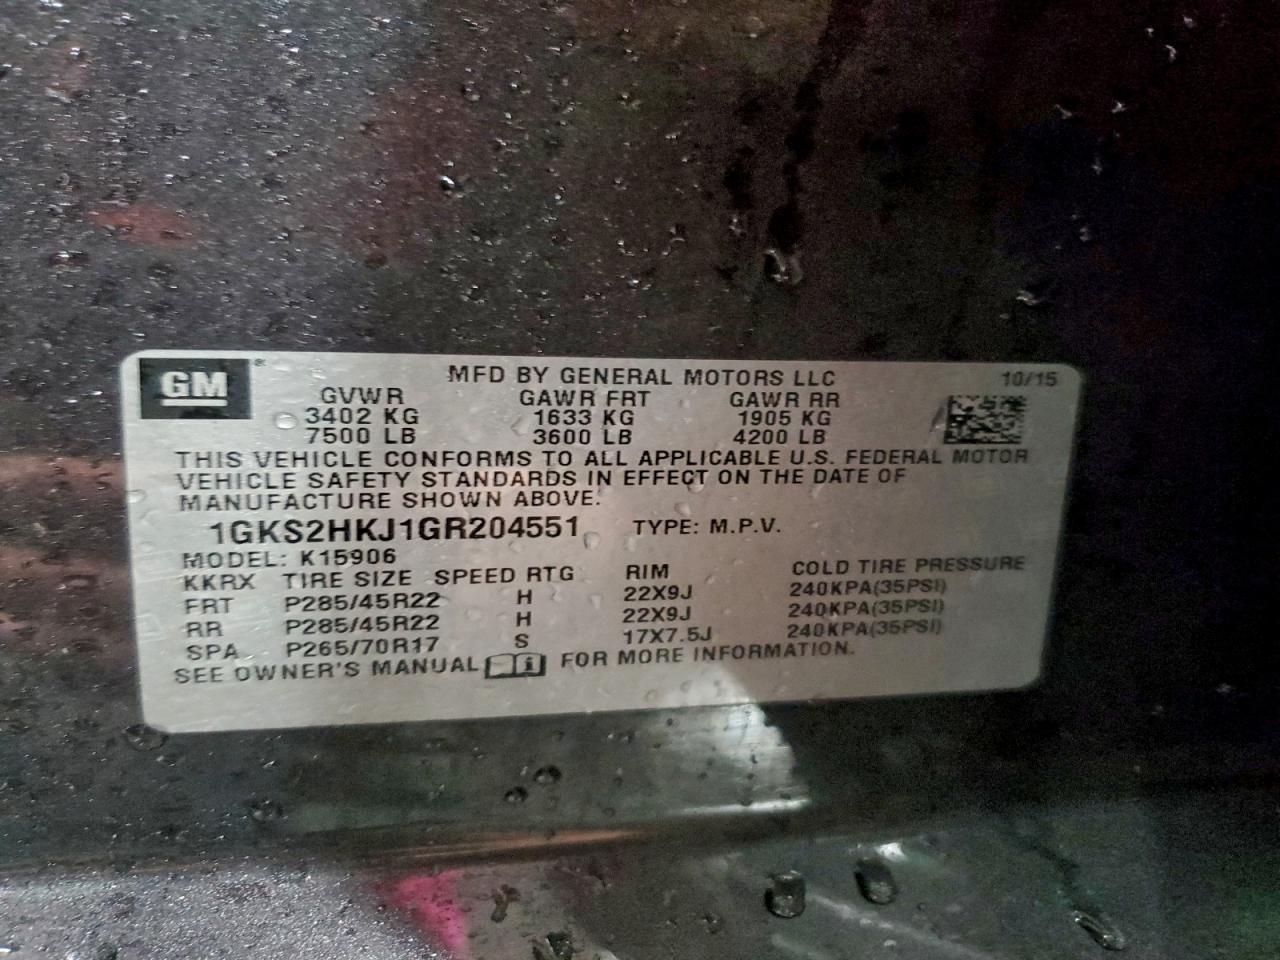 GM MFD BY GENERAL MOTORS LLC 10/15
GVWR GAWR FRT GAWR RR
3402 KG 1633 KG 1905 KG
7500 LB 3600 LB 4200 LB
THIS VEHICLE CONFORMS TO ALL APPLICABLE U.S. FEDERAL MOTOR
VEHICLE SAFETY STANDARDS IN EFFECT ON THE DATE OF
MANUFACTURE SHOWN ABOVE.
1GKS2HKJ1GR204551 TYPE: M.P.V.
MODEL: K15906
KKRX TIRE SIZE SPEED RTG RIM COLD TIRE PRESSURE
FRT P285/45R22 H 22X9J 240KPA(35PSI)
RR P285/45R22 H 22X9J 240KPA(35PSI)
SPA P265/70R17 S 17X7.5J 240KPA(35PSI)
SEE OWNER'S MANUAL FOR MORE INFORMATION.